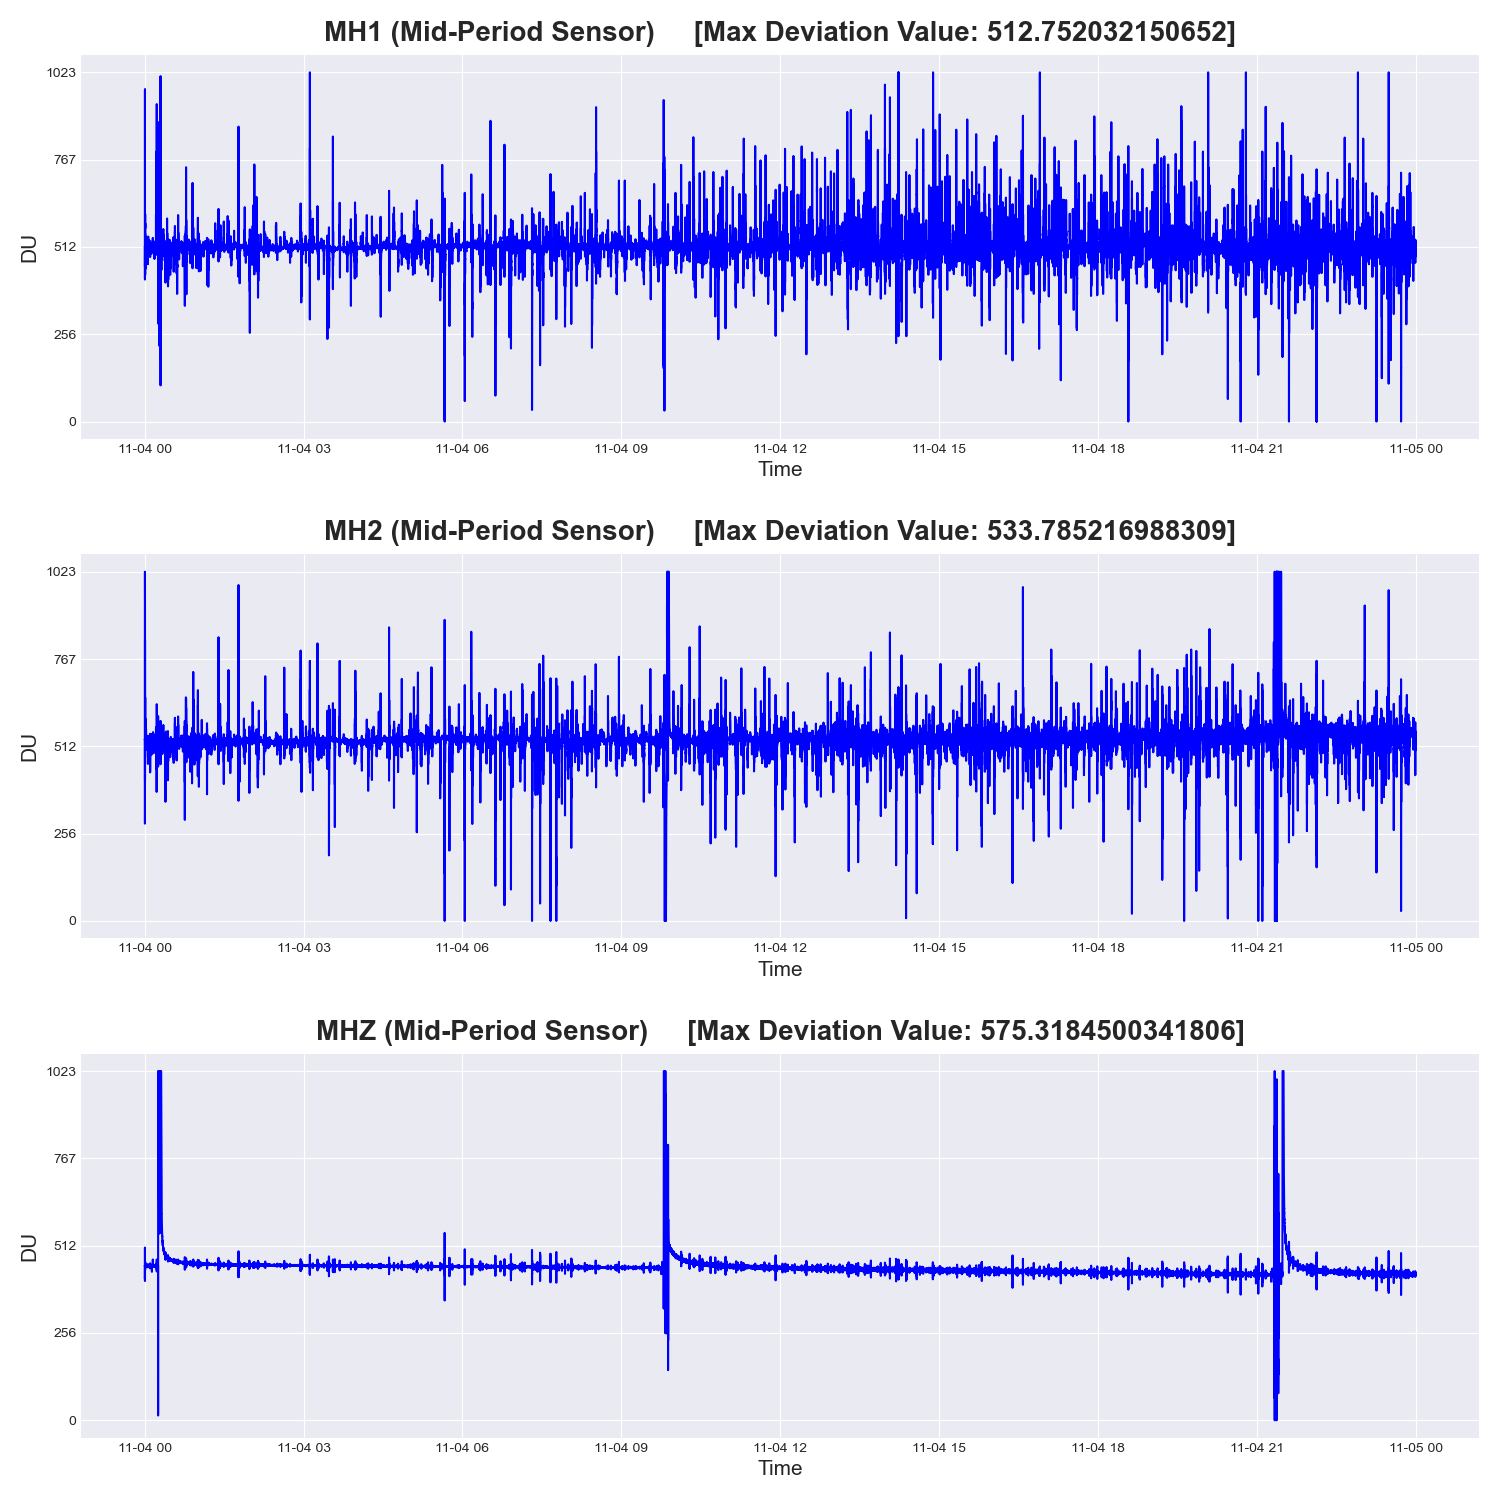 MH1 (Mid-Period Sensor) [Max Deviation Value: 512.752032150652]
1023
767
512
256
0
DU
11-04 00 11-04 03 11-04 06 11-04 09 11-04 12 11-04 15 11-04 18 11-04 21 11-05 00
Time
MH2 (Mid-Period Sensor) [Max Deviation Value: 533.785216988309]
1023
767
512
256
0
DU
11-04 00 11-04 03 11-04 06 11-04 09 11-04 12 11-04 15 11-04 18 11-04 21 11-05 00
Time
MHZ (Mid-Period Sensor) [Max Deviation Value: 575.3184500341806]
1023
767
512
256
0
DU
11-04 00 11-04 03 11-04 06 11-04 09 11-04 12 11-04 15 11-04 18 11-04 21 11-05 00
Time